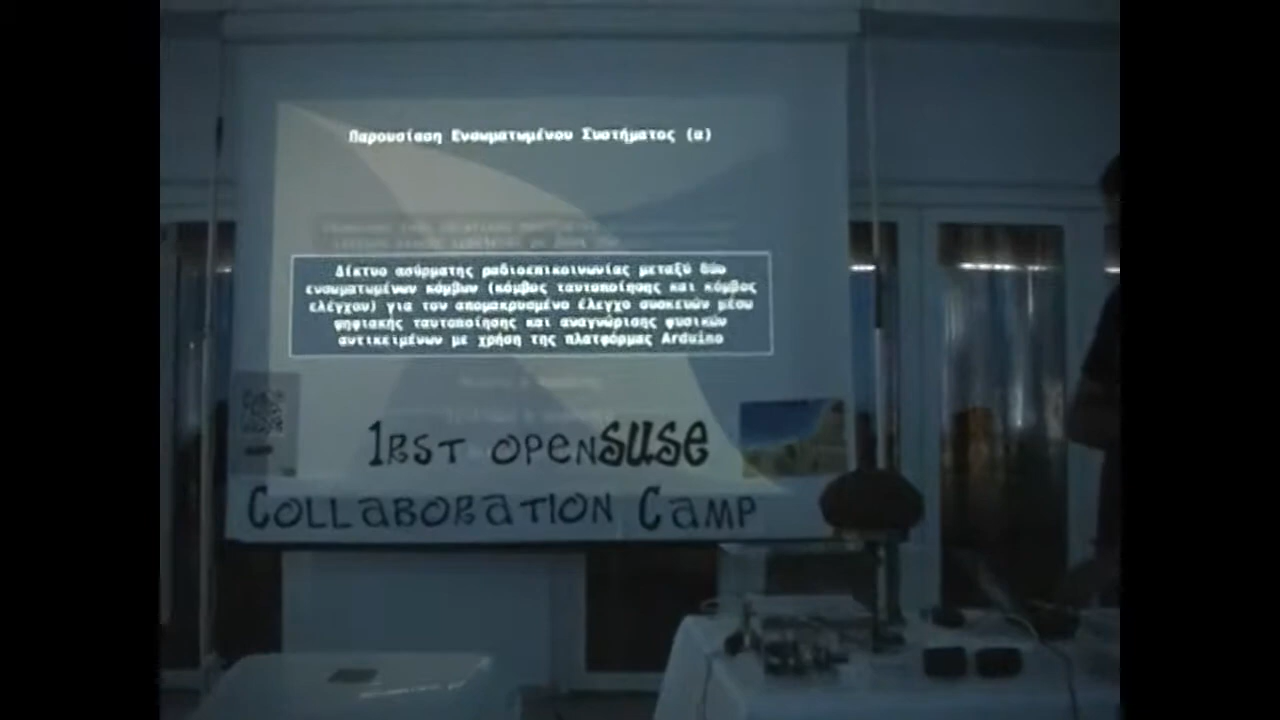 Παρουσίαση Ενσωματωμένου Συστήματος (α)
Δίκτυο ασύρματης ραδιοεπικοινωνίας μεταξύ δύο
ενσωματωμένων κόμβων (κόμβος ταυτοποίησης και κόμβος
ελέγχου) για τον απομακρυσμένο έλεγχο συσκευών μέσω
ψηφιακής ταυτοποίησης και αναγνώρισης φυσικών
αντικειμένων με χρήση της πλατφόρμας Arduino
1RST OPENSUSE
COLLABORATION CAMP